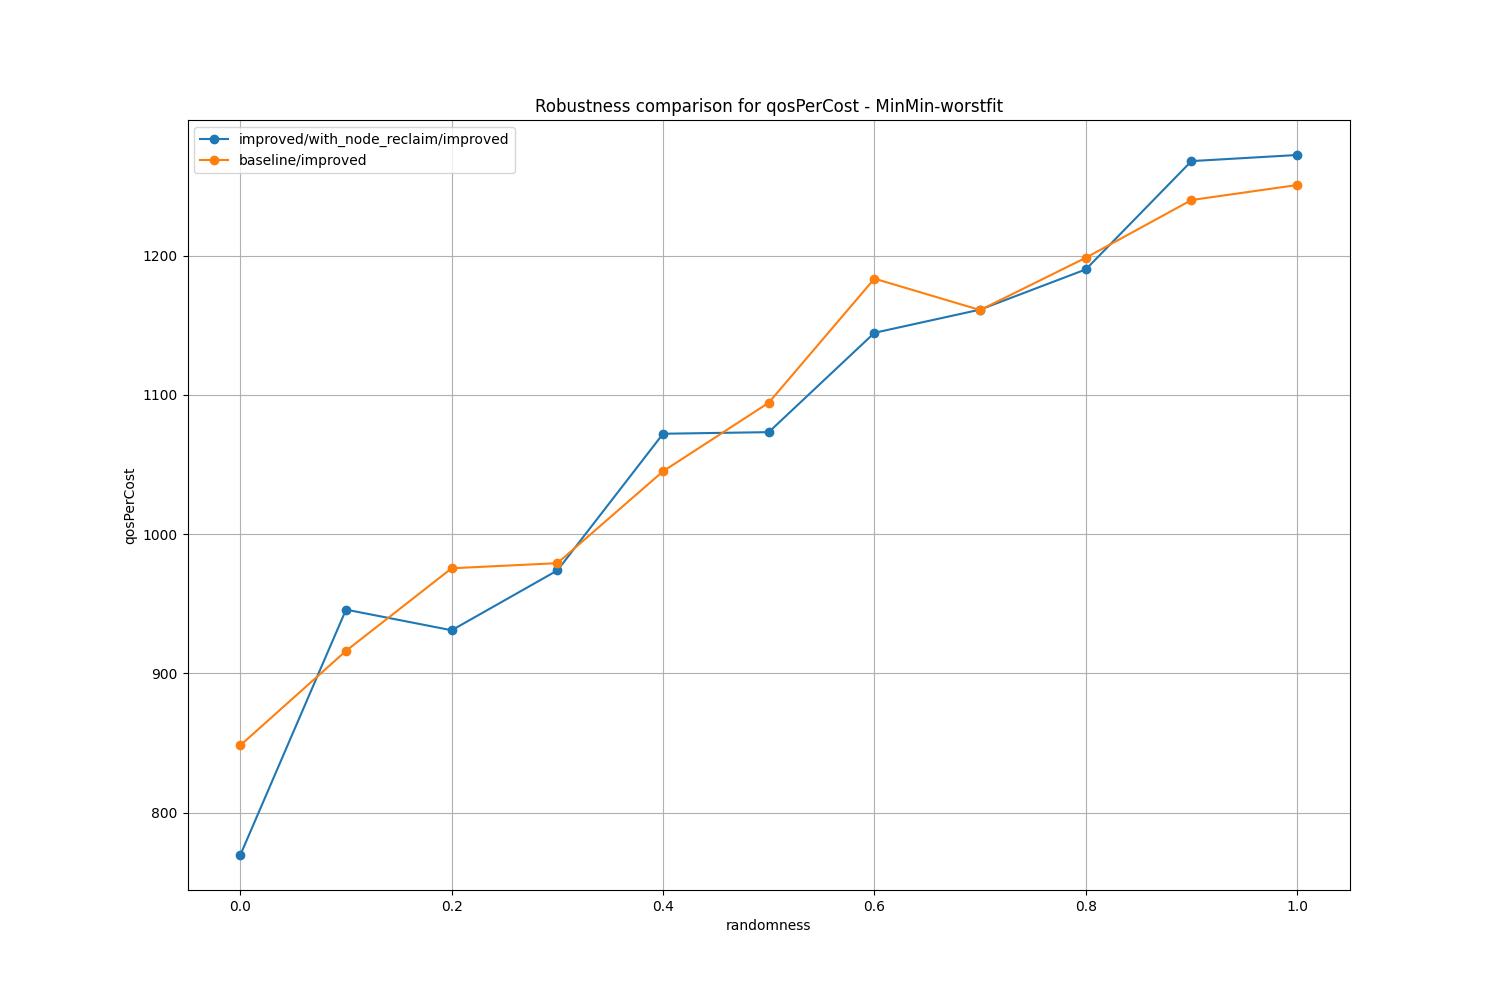 Robustness comparison for qosPerCost - MinMin-worstfit
improved/with_node_reclaim/improved
baseline/improved
1200
1100
1000
900
800
qosPerCost
0.0 0.2 0.4 0.6 0.8 1.0
randomness